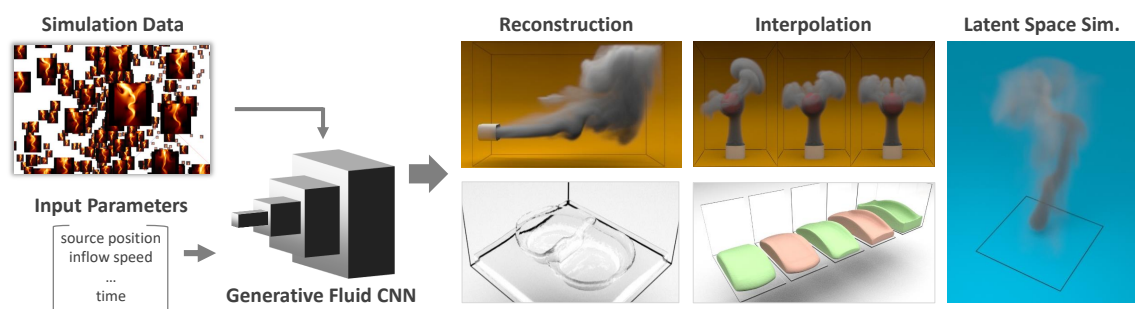 Simulation Data
Input Parameters
source position
inflow speed
...
time
Generative Fluid CNN
Reconstruction
Interpolation
Latent Space Sim.